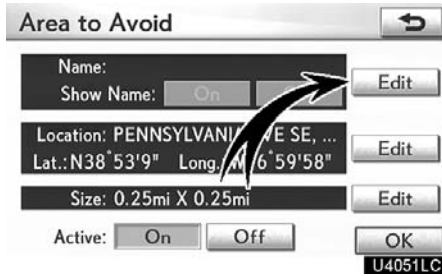 Area to Avoid
Name:
Show Name: On
Edit
Location: PENNSYLVANI VE SE, ...
Lat.:N38°53'9" Long. 6°59'58"
Edit
Size: 0.25mi X 0.25mi
Edit
Active: On Off
OK
U4051LC